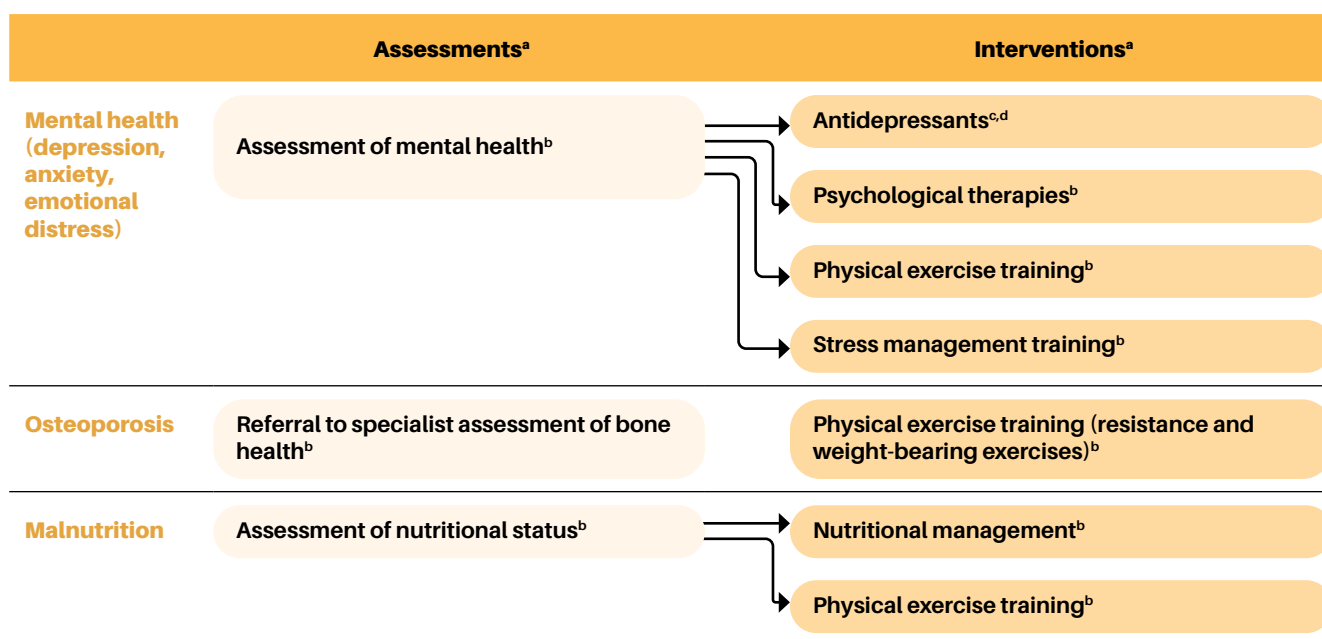 Assessmentsᵃ Interventionsᵃ
Mental health
(depression,
anxiety,
emotional
distress)
Assessment of mental healthᵇ
Antidepressantsᶜ,ᵈ
Psychological therapiesᵇ
Physical exercise trainingᵇ
Stress management trainingᵇ
Osteoporosis
Referral to specialist assessment of bone
healthᵇ
Physical exercise training (resistance and
weight-bearing exercises)ᵇ
Malnutrition
Assessment of nutritional statusᵇ
Nutritional managementᵇ
Physical exercise trainingᵇ